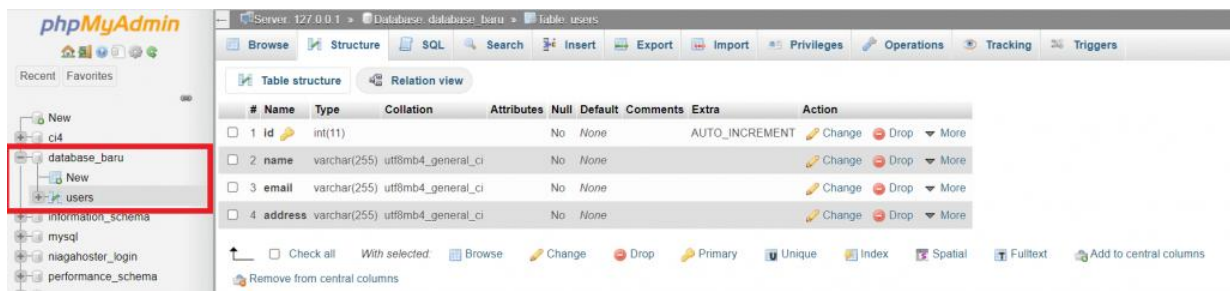 phpMyAdmin
Recent Favorites
New
ci4
database_baru
New
users
information_schema
mysql
niagahoster_login
performance_schema
Server: 127.0.0.1 » Database: database_baru » Table: users
Browse Structure SQL Search Insert Export Import Privileges Operations Tracking Triggers
Table structure Relation view
# Name Type Collation Attributes Null Default Comments Extra Action
1 id int(11) No None AUTO_INCREMENT Change Drop More
2 name varchar(255) utf8mb4_general_ci No None Change Drop More
3 email varchar(255) utf8mb4_general_ci No None Change Drop More
4 address varchar(255) utf8mb4_general_ci No None Change Drop More
Check all With selected: Browse Change Drop Primary Unique Index Spatial Fulltext Add to central columns
Remove from central columns